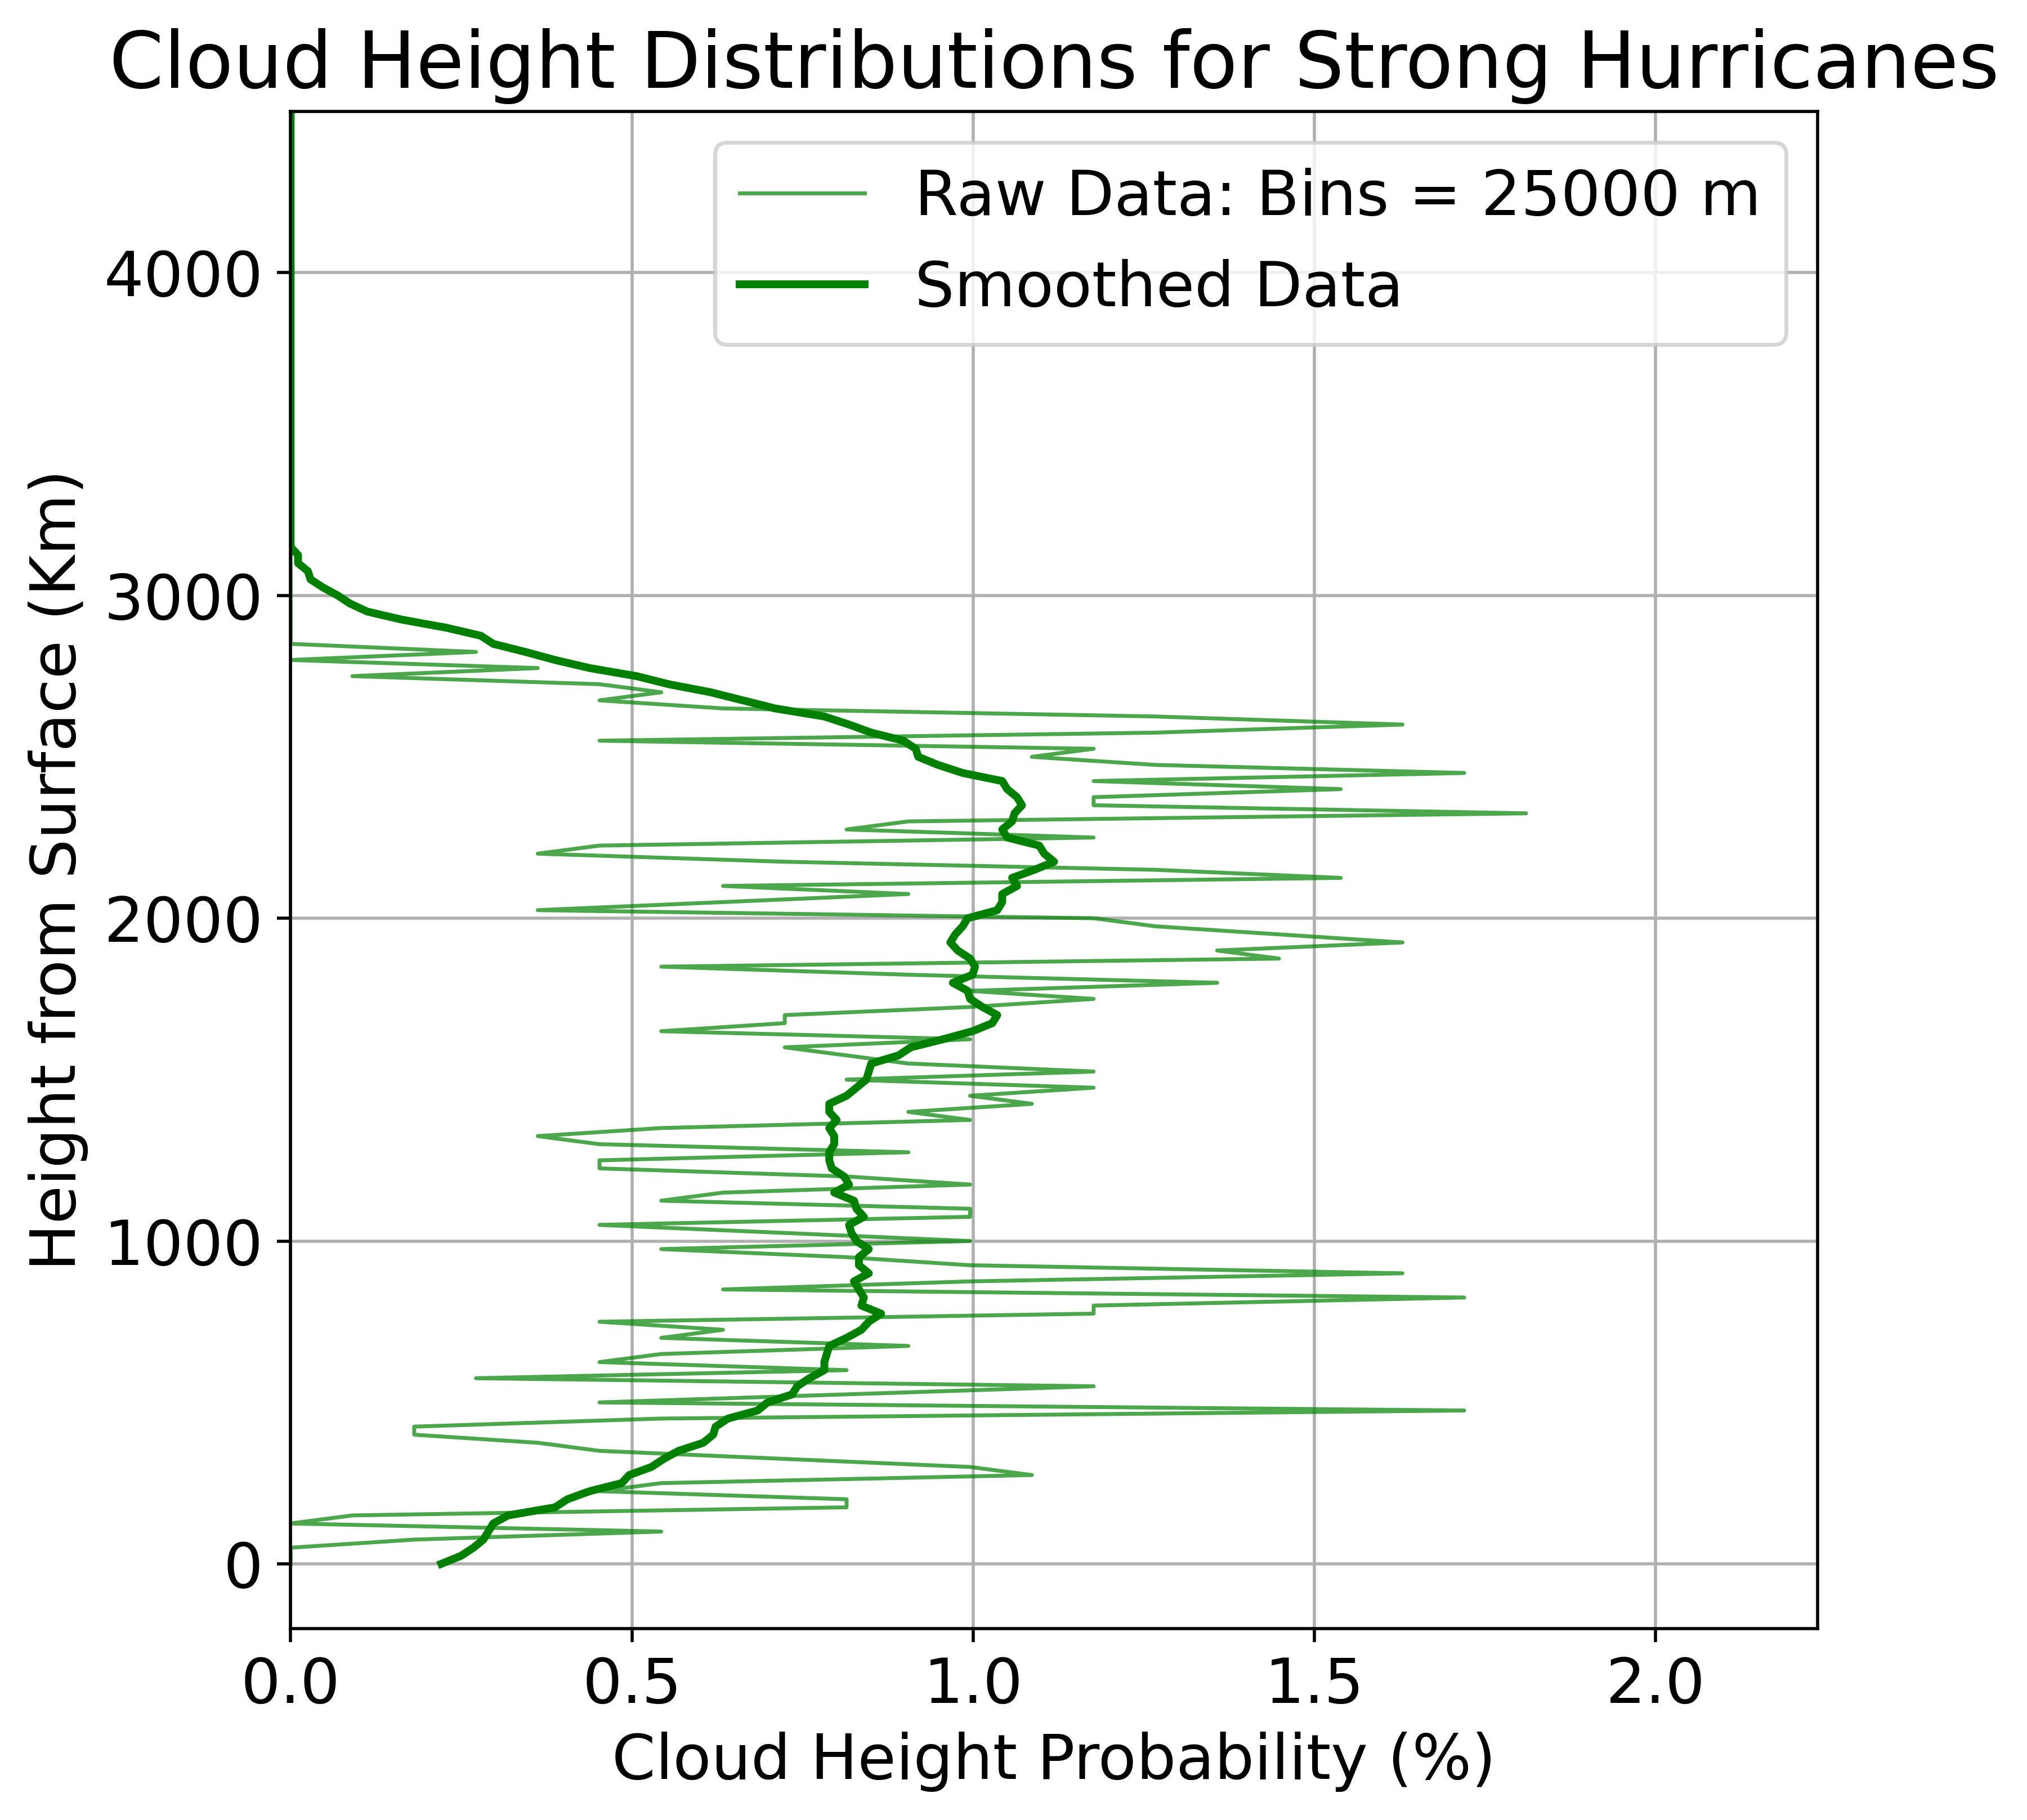 Cloud Height Distributions for Strong Hurricanes
Raw Data: Bins = 25000 m
Smoothed Data
Height from Surface (Km)
4000
3000
2000
1000
0
0.0 0.5 1.0 1.5 2.0
Cloud Height Probability (%)